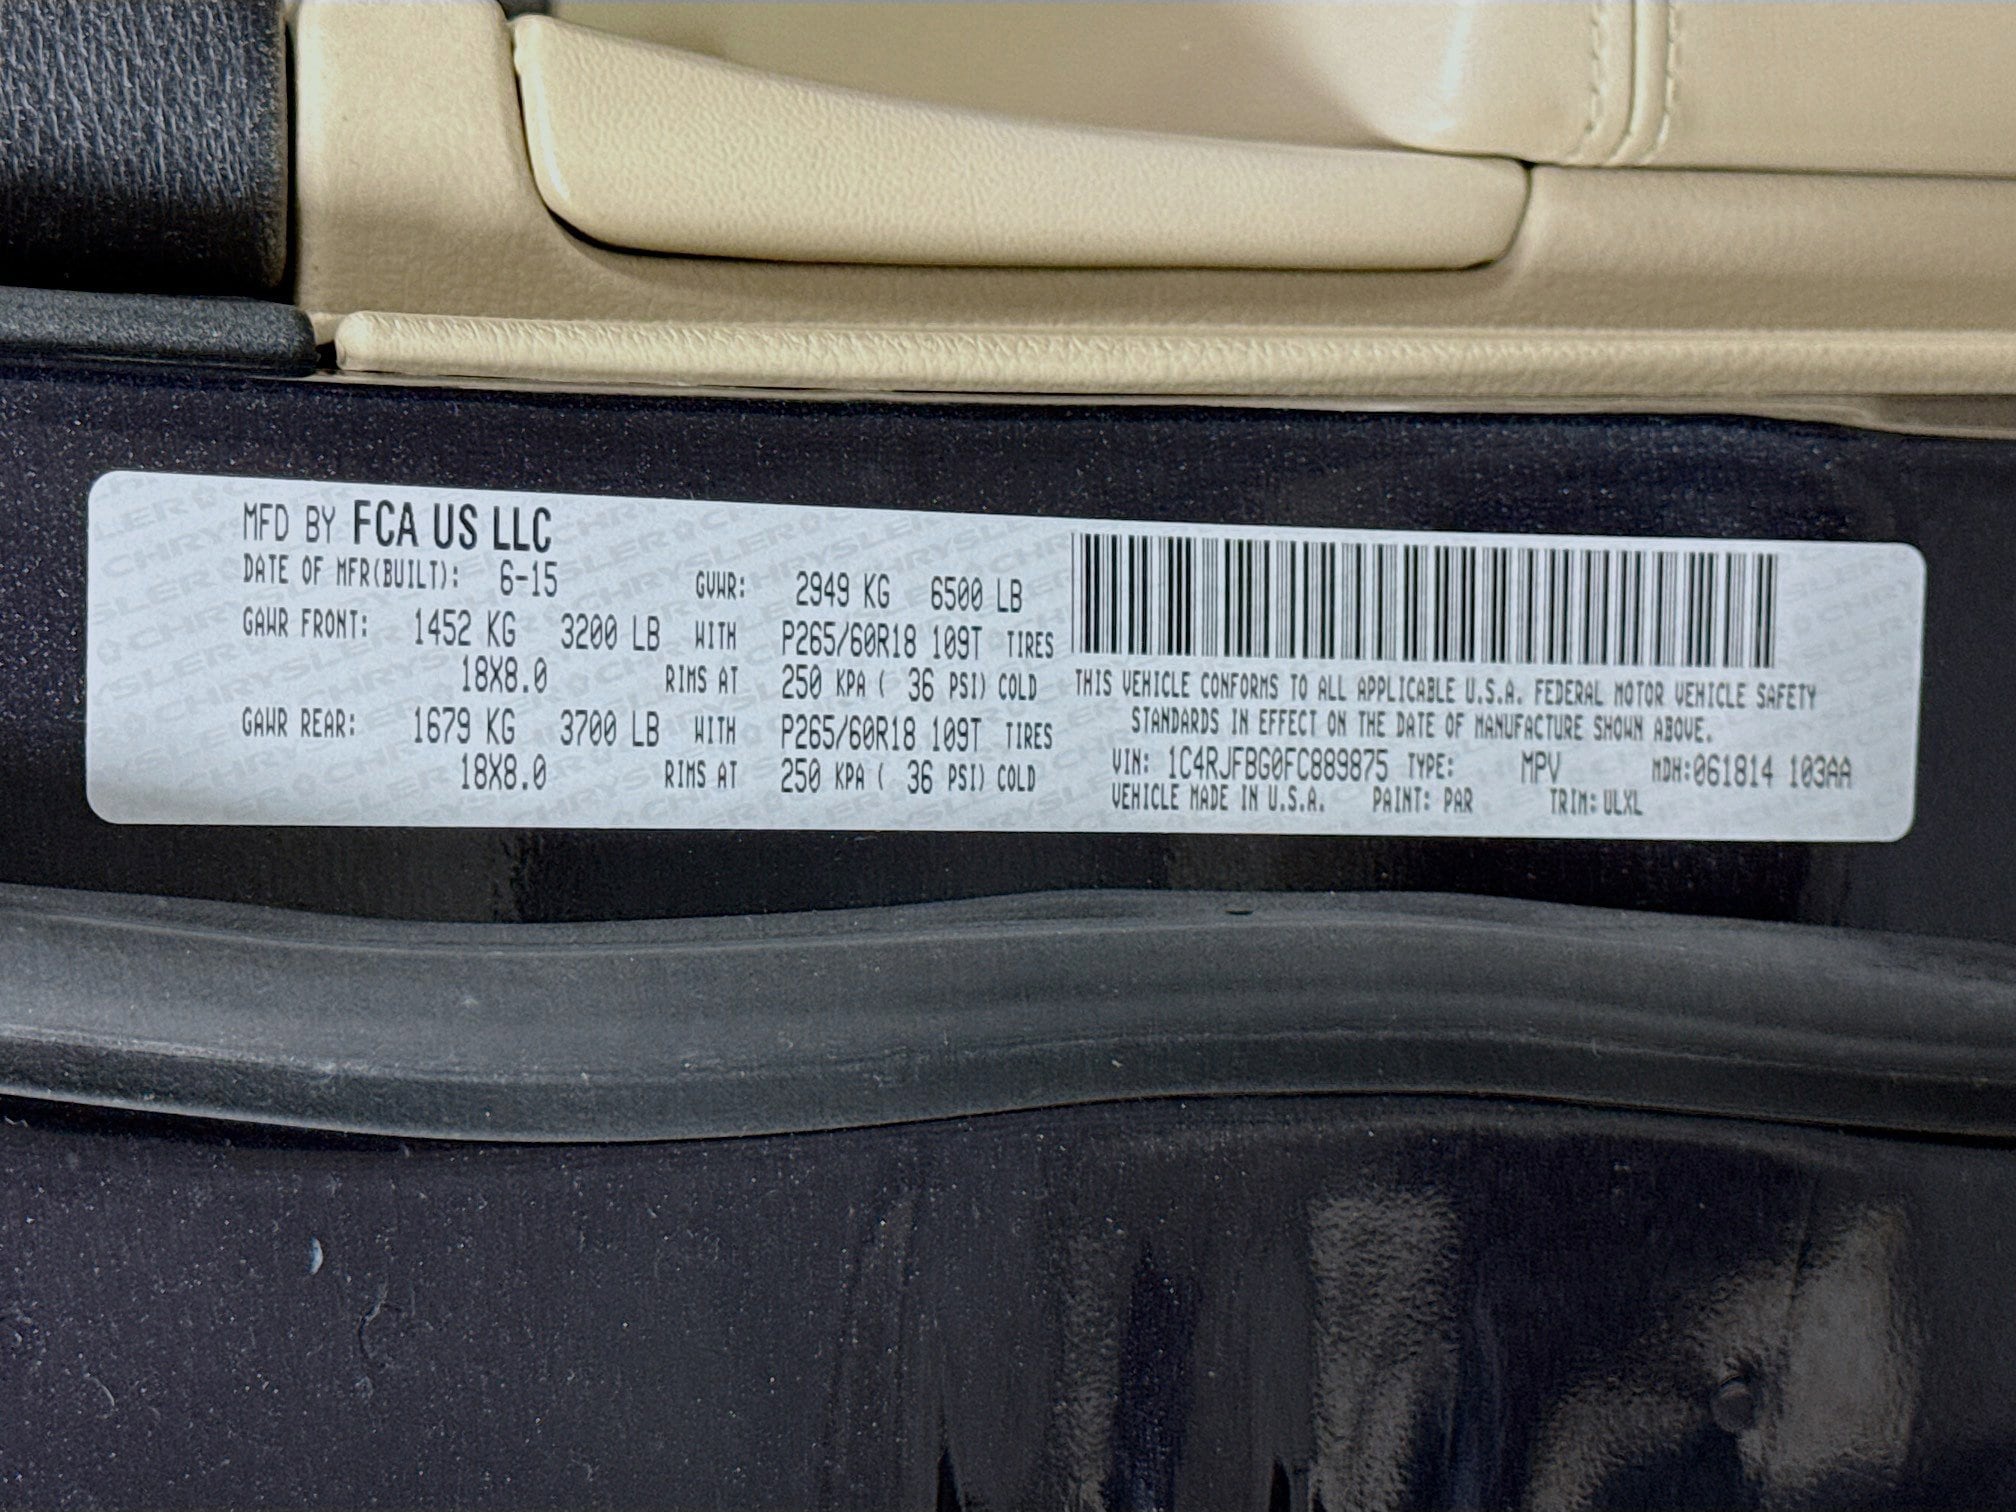 MFD BY FCA US LLC
DATE OF MFR(BUILT): 6-15 GVWR: 2949 KG 6500 LB
GAWR FRONT: 1452 KG 3200 LB WITH P265/60R18 109T TIRES
18X8.0 RIMS AT 250 KPA ( 36 PSI) COLD
GAWR REAR: 1679 KG 3700 LB WITH P265/60R18 109T TIRES
18X8.0 RIMS AT 250 KPA ( 36 PSI) COLD
THIS VEHICLE CONFORMS TO ALL APPLICABLE U.S.A. FEDERAL MOTOR VEHICLE SAFETY
STANDARDS IN EFFECT ON THE DATE OF MANUFACTURE SHOWN ABOVE.
VIN: 1C4RJFBG0FC889875 TYPE: MPV MDH:061814 103AA
VEHICLE MADE IN U.S.A. PAINT: PAR TRIM: ULXL